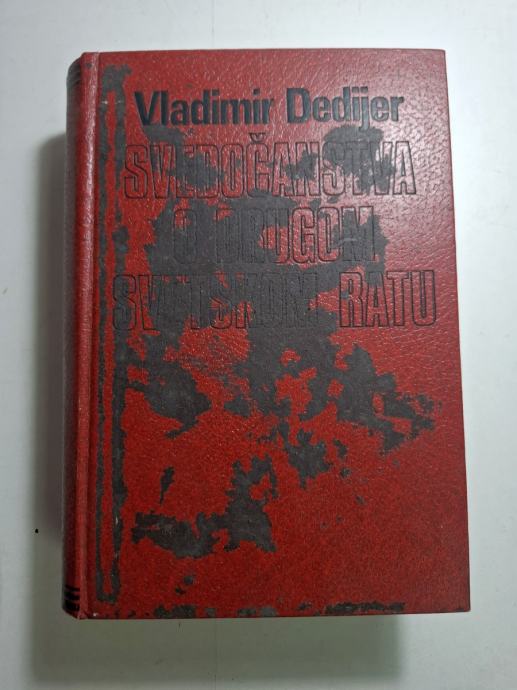 Vladimir Dedijer
SVEDOČANSTVA
O DRUGOM
SVETSKOM RATU